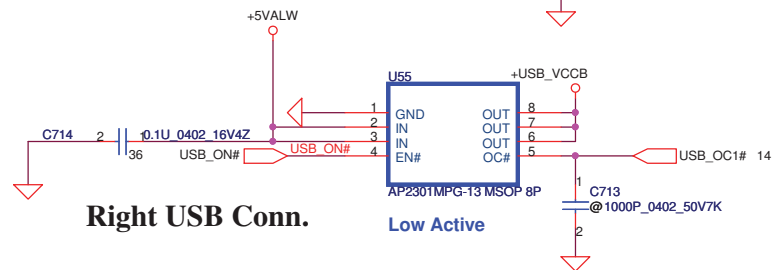 +5VALW
U55
+USB_VCCB
1 GND OUT 8
2 IN OUT 7
3 IN OUT 6
4 EN# OC# 5
C714 2 1 0.1U_0402_16V4Z
36
USB_ON# USB_ON#
USB_OC1# 14
AP2301MPG-13 MSOP 8P
1
C713
@1000P_0402_50V7K
2
Right USB Conn.
Low Active